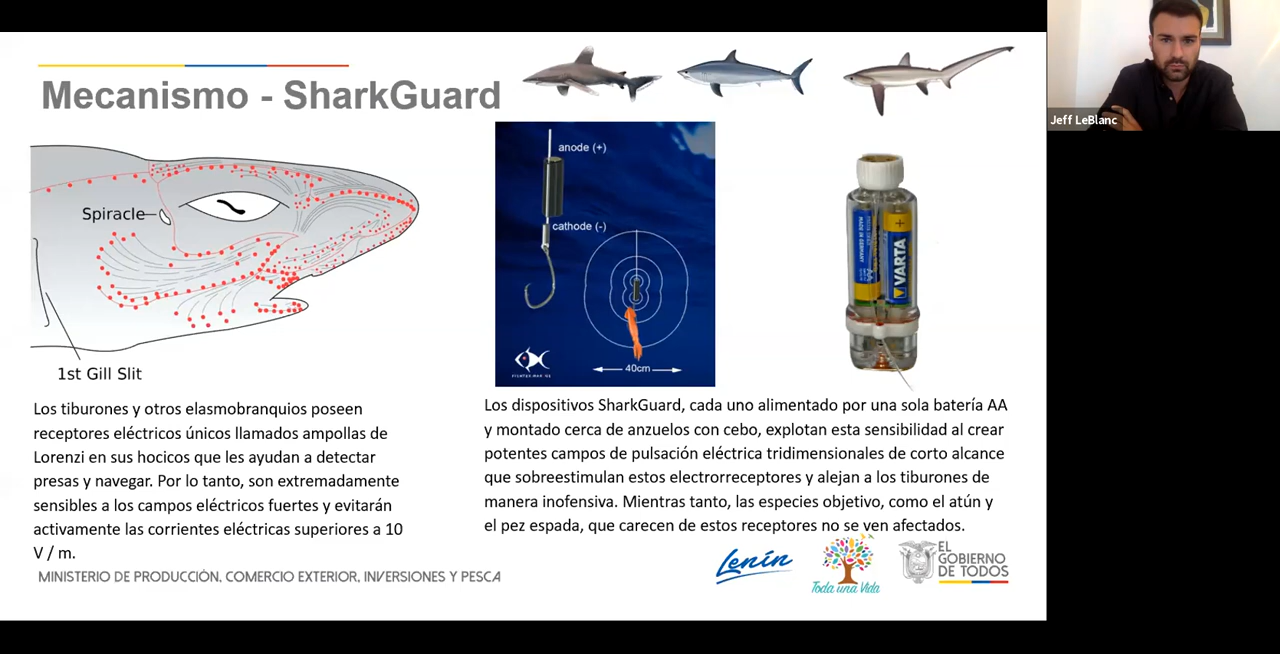 Mecanismo - SharkGuard
Jeff LeBlanc
Spiracle
1st Gill Slit
anode (+)
cathode (-)
40cm
MADE IN GERMANY
AA
+
VARTA
Los tiburones y otros elasmobranquios poseen
receptores eléctricos únicos llamados ampollas de
Lorenzi en sus hocicos que les ayudan a detectar
presas y navegar. Por lo tanto, son extremadamente
sensibles a los campos eléctricos fuertes y evitarán
activamente las corrientes eléctricas superiores a 10
V / m.
Los dispositivos SharkGuard, cada uno alimentado por una sola batería AA
y montado cerca de anzuelos con cebo, explotan esta sensibilidad al crear
potentes campos de pulsación eléctrica tridimensionales de corto alcance
que sobreestimulan estos electrorreceptores y alejan a los tiburones de
manera inofensiva. Mientras tanto, las especies objetivo, como el atún y
el pez espada, que carecen de estos receptores no se ven afectados.
MINISTERIO DE PRODUCCIÓN, COMERCIO EXTERIOR, INVERSIONES Y PESCA
Lenín
Toda una Vida
EL
GOBIERNO
DE TODOS